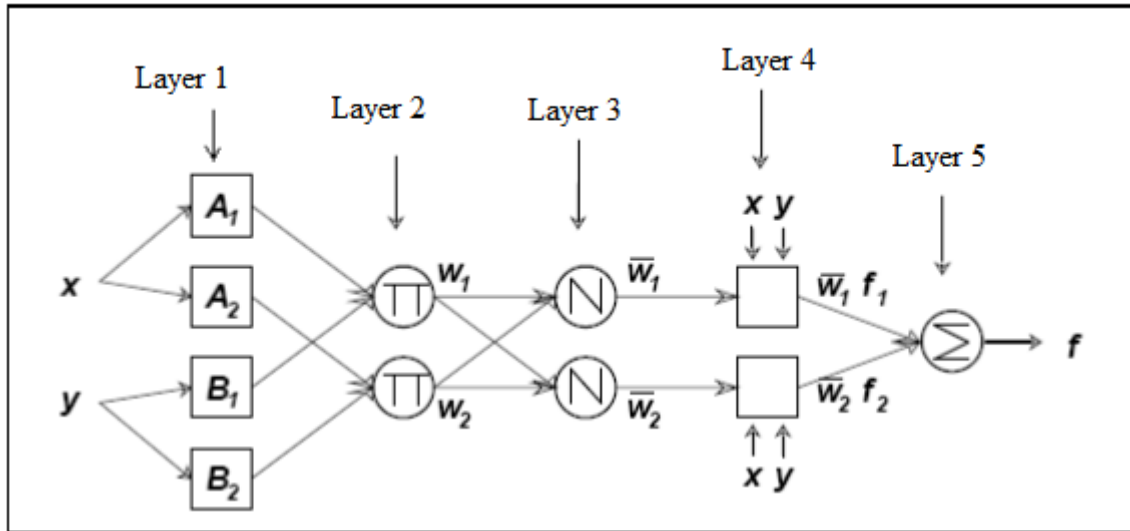 Layer 1
Layer 2
Layer 3
Layer 4
Layer 5
x
y
A₁
A₂
B₁
B₂
Π
Π
w₁
w₂
N
N
w̅₁
w̅₂
x y
x y
w̅₁ f₁
w̅₂ f₂
Σ
f